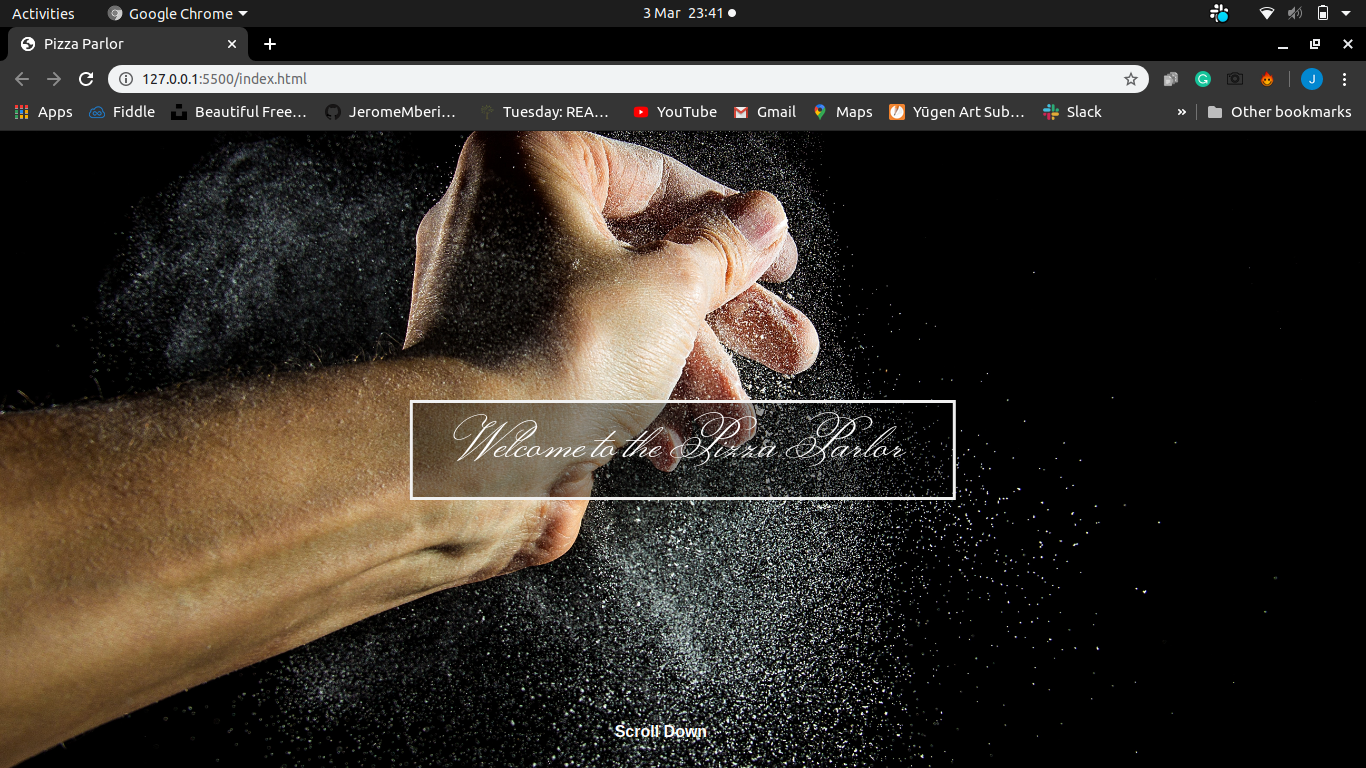 Activities
Google Chrome
3 Mar 23:41
Pizza Parlor
127.0.0.1:5500/index.html
J
Apps
Fiddle
Beautiful Free...
JeromeMberi...
Tuesday: REA...
YouTube
Gmail
Maps
Yūgen Art Sub...
Slack
»
Other bookmarks
Welcome to the Pizza Parlor
Scroll Down